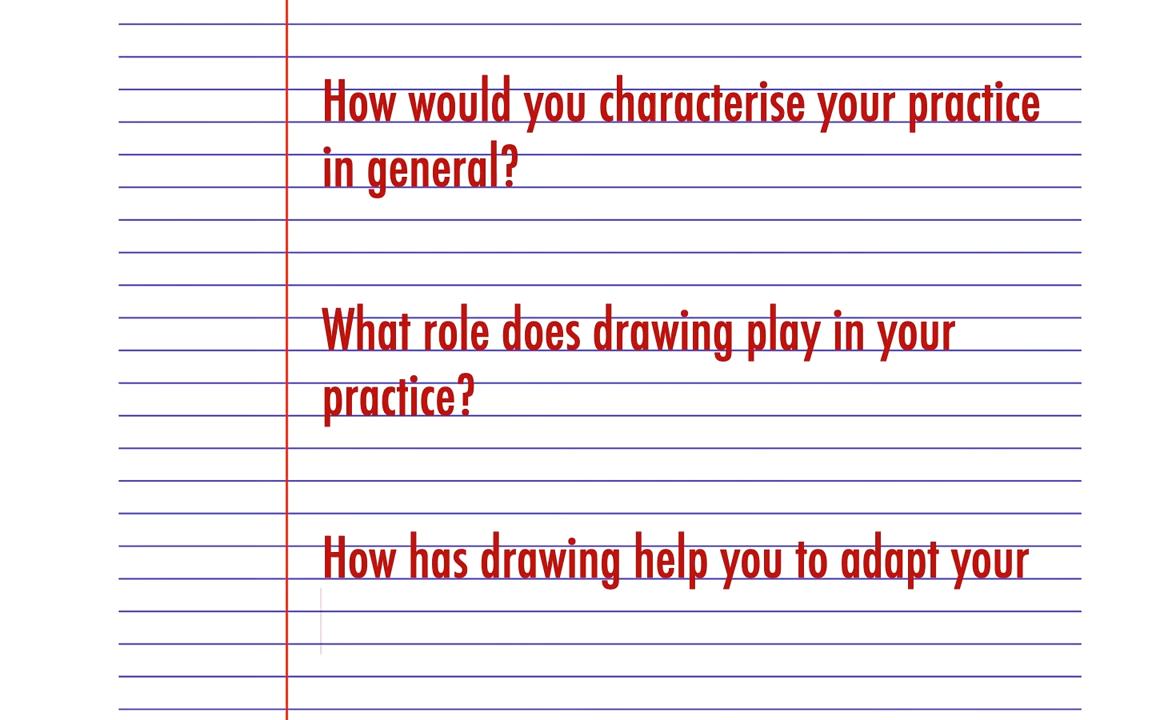 How would you characterise your practice
in general?
What role does drawing play in your
practice?
How has drawing help you to adapt your